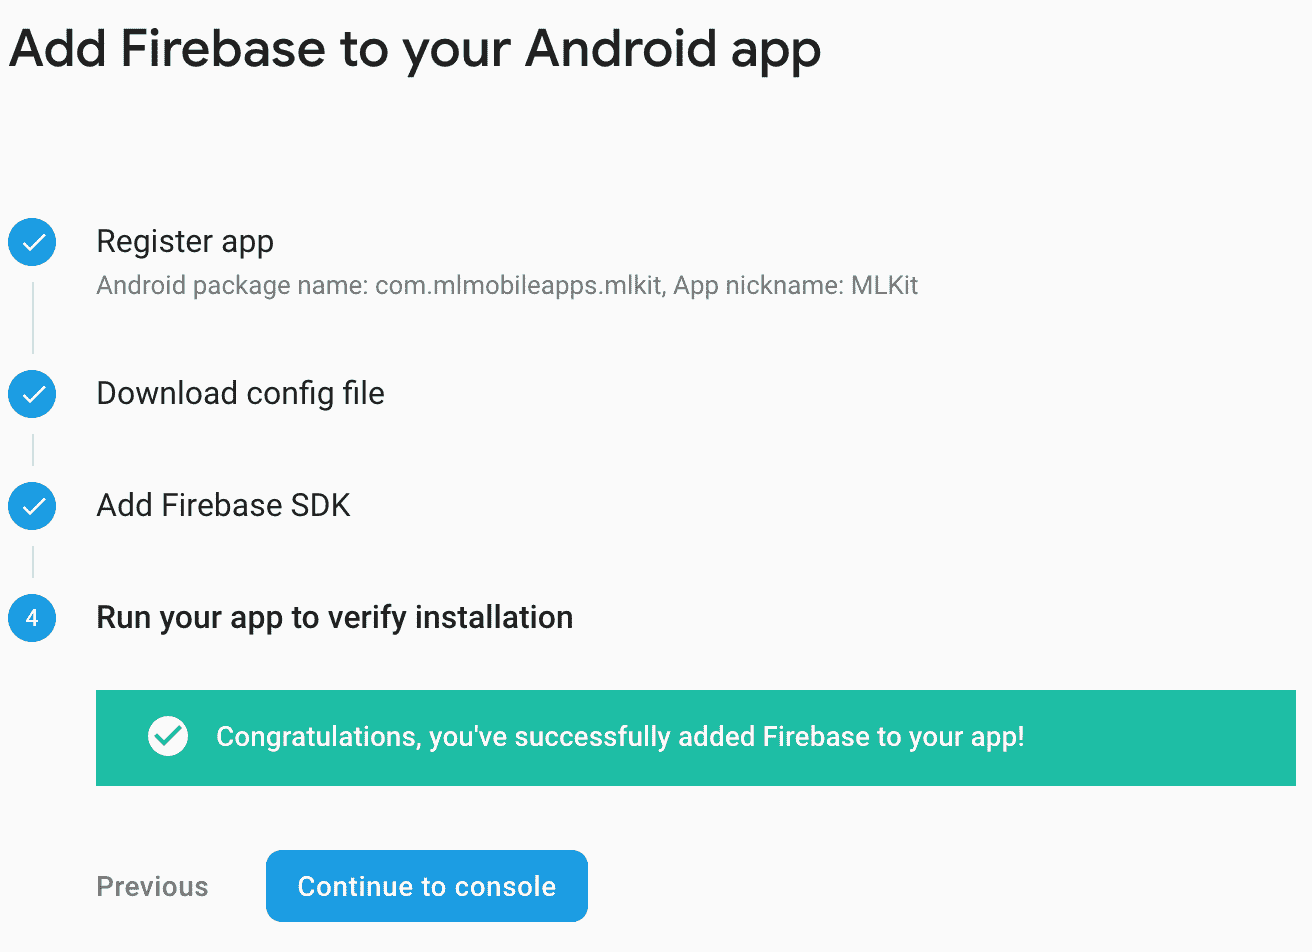 Add Firebase to your Android app
Register app
Android package name: com.mlmobileapps.mlkit, App nickname: MLKit
Download config file
Add Firebase SDK
4
Run your app to verify installation
Congratulations, you've successfully added Firebase to your app!
Previous
Continue to console